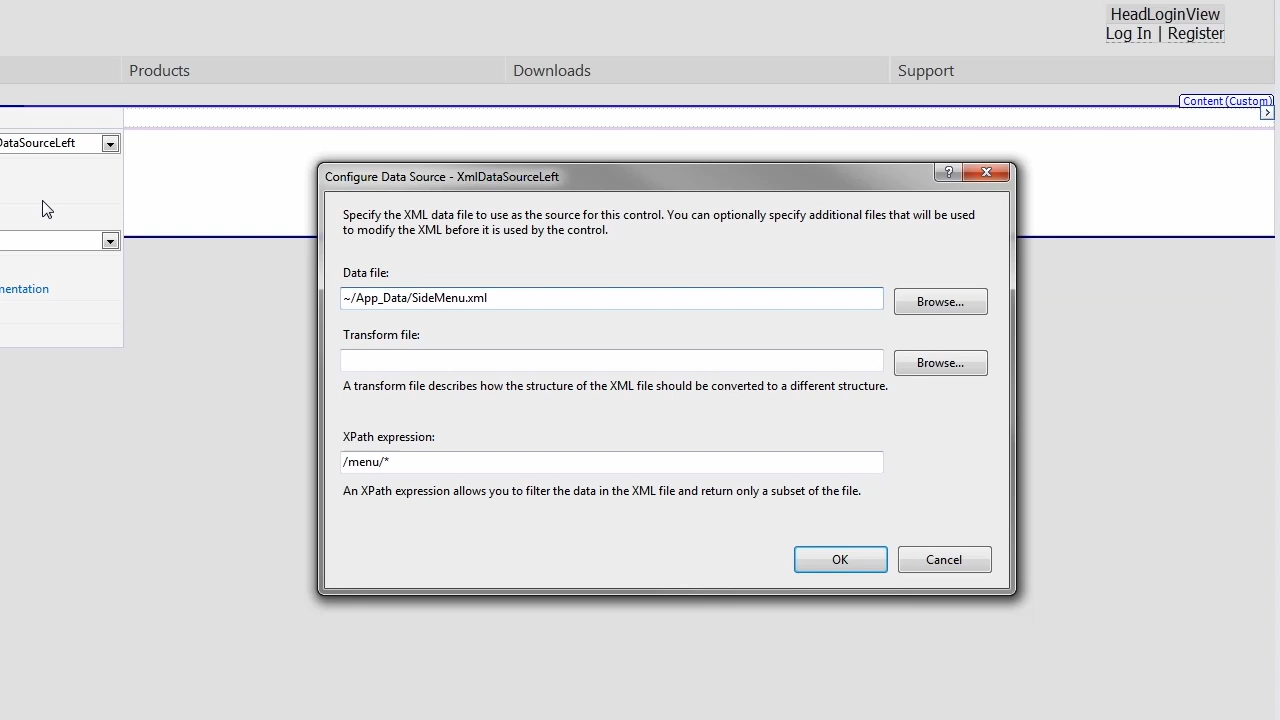 HeadLoginView
Log In | Register
Products
Downloads
Support
Content (Custom)
DataSourceLeft
Configure Data Source - XmlDataSourceLeft
Specify the XML data file to use as the source for this control. You can optionally specify additional files that will be used
to modify the XML before it is used by the control.
Data file:
~/App_Data/SideMenu.xml
Browse...
mentation
Transform file:
Browse...
A transform file describes how the structure of the XML file should be converted to a different structure.
XPath expression:
/menu/*
An XPath expression allows you to filter the data in the XML file and return only a subset of the file.
OK
Cancel